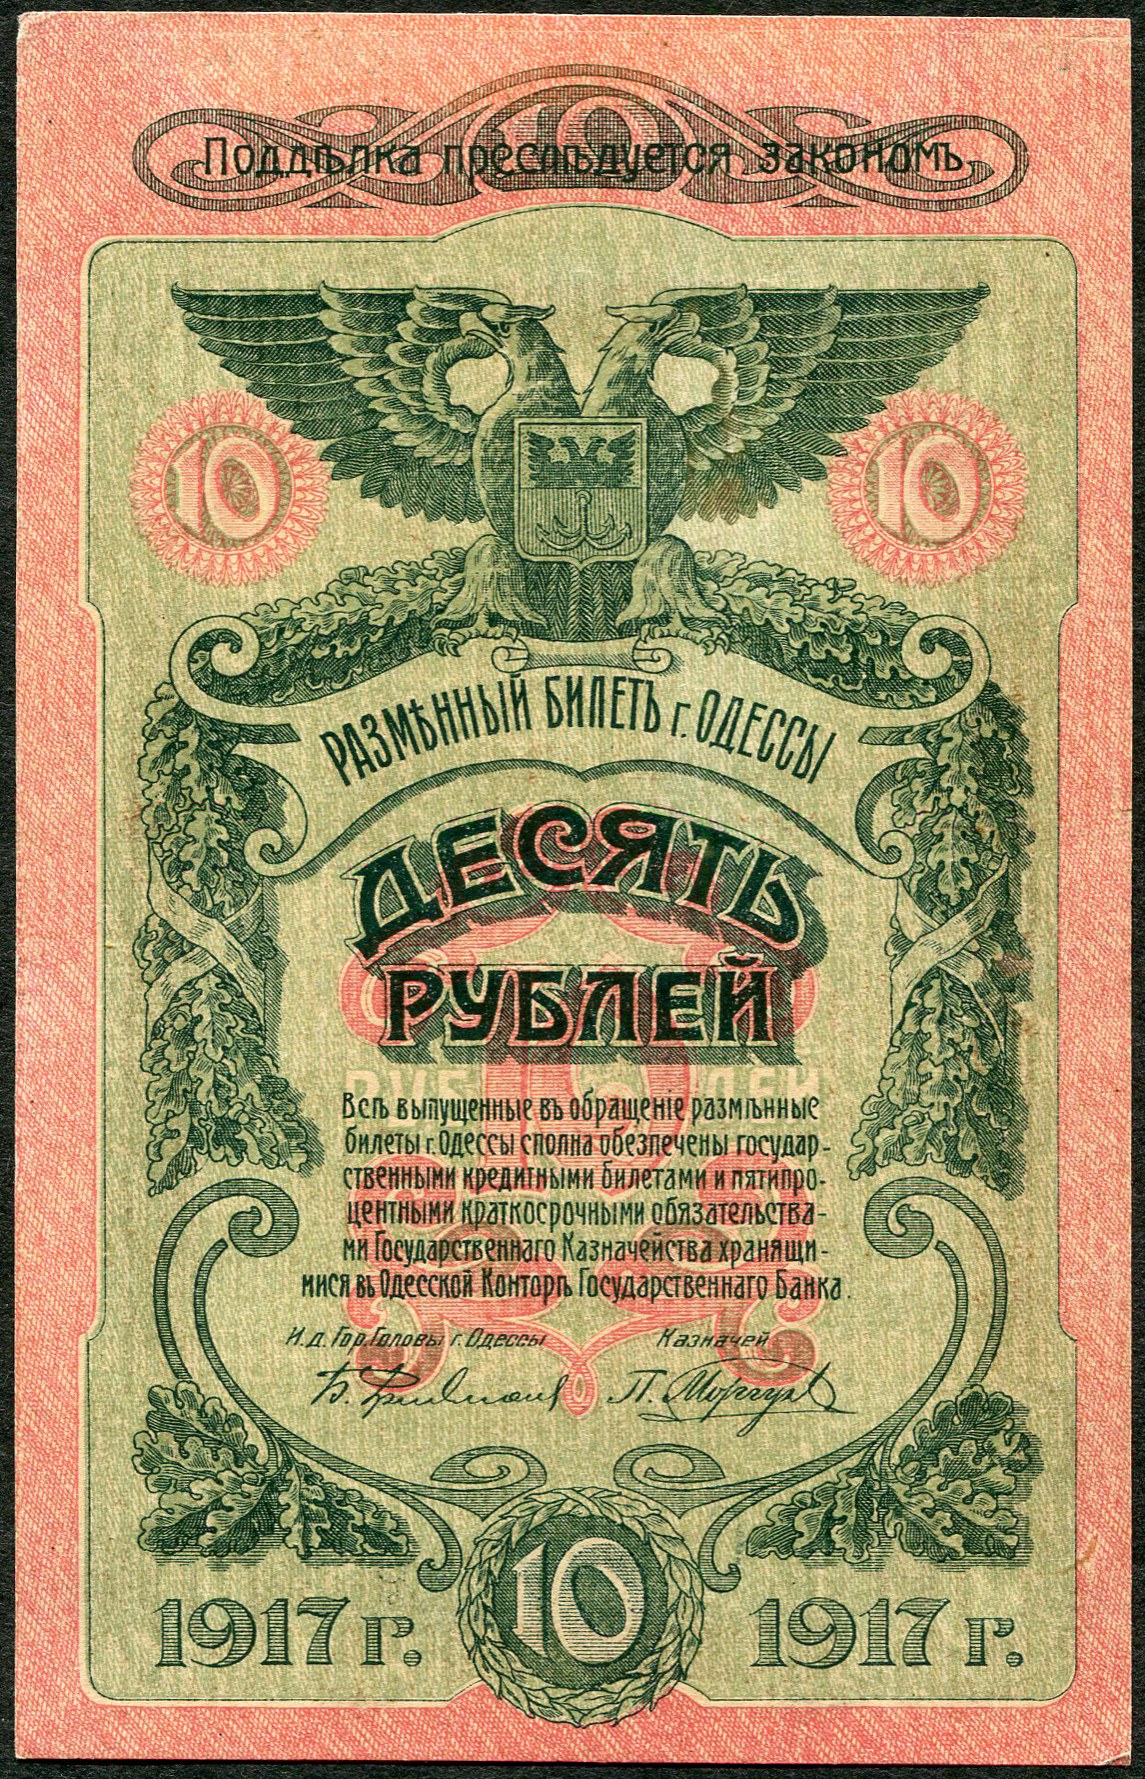 Поддѣлка преслѣдуется закономъ
10 10
РАЗМѢННЫЙ БИЛЕТЪ г. ОДЕССЫ
ДЕСЯТЬ
РУБЛЕЙ
Всѣ выпущенные въ обращеніе размѣнные
билеты г. Одессы сполна обезпечены государ-
ственными кредитными билетами и пятипро-
центными краткосрочными обязательства-
ми Государственнаго Казначейства хранящи-
мися въ Одесской Конторѣ Государственнаго Банка.
И. д. Гор. Головы г. Одессы Казначей
10
1917 г. 1917 г.